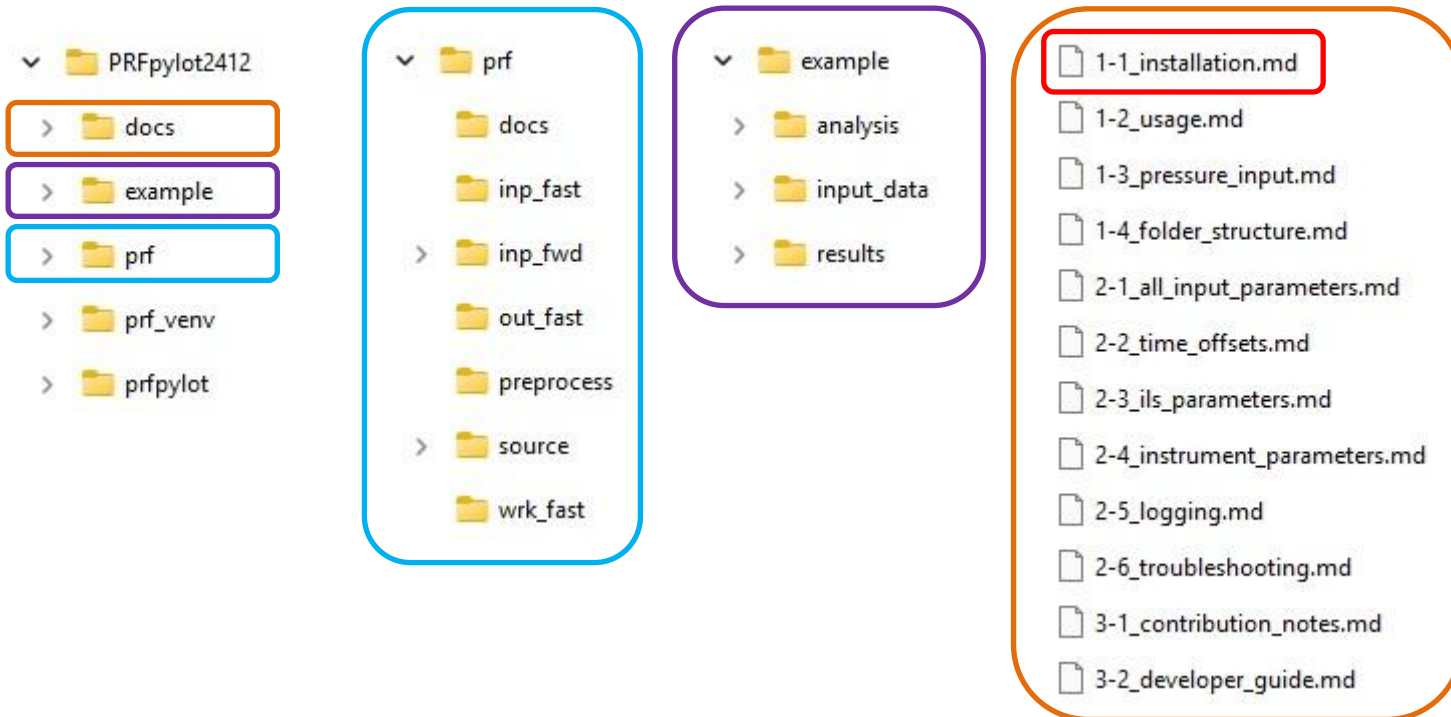 PRFpylot2412
docs
example
prf
prf_venv
prfpylot
prf
docs
inp_fast
inp_fwd
out_fast
preprocess
source
wrk_fast
example
analysis
input_data
results
1-1_installation.md
1-2_usage.md
1-3_pressure_input.md
1-4_folder_structure.md
2-1_all_input_parameters.md
2-2_time_offsets.md
2-3_ils_parameters.md
2-4_instrument_parameters.md
2-5_logging.md
2-6_troubleshooting.md
3-1_contribution_notes.md
3-2_developer_guide.md